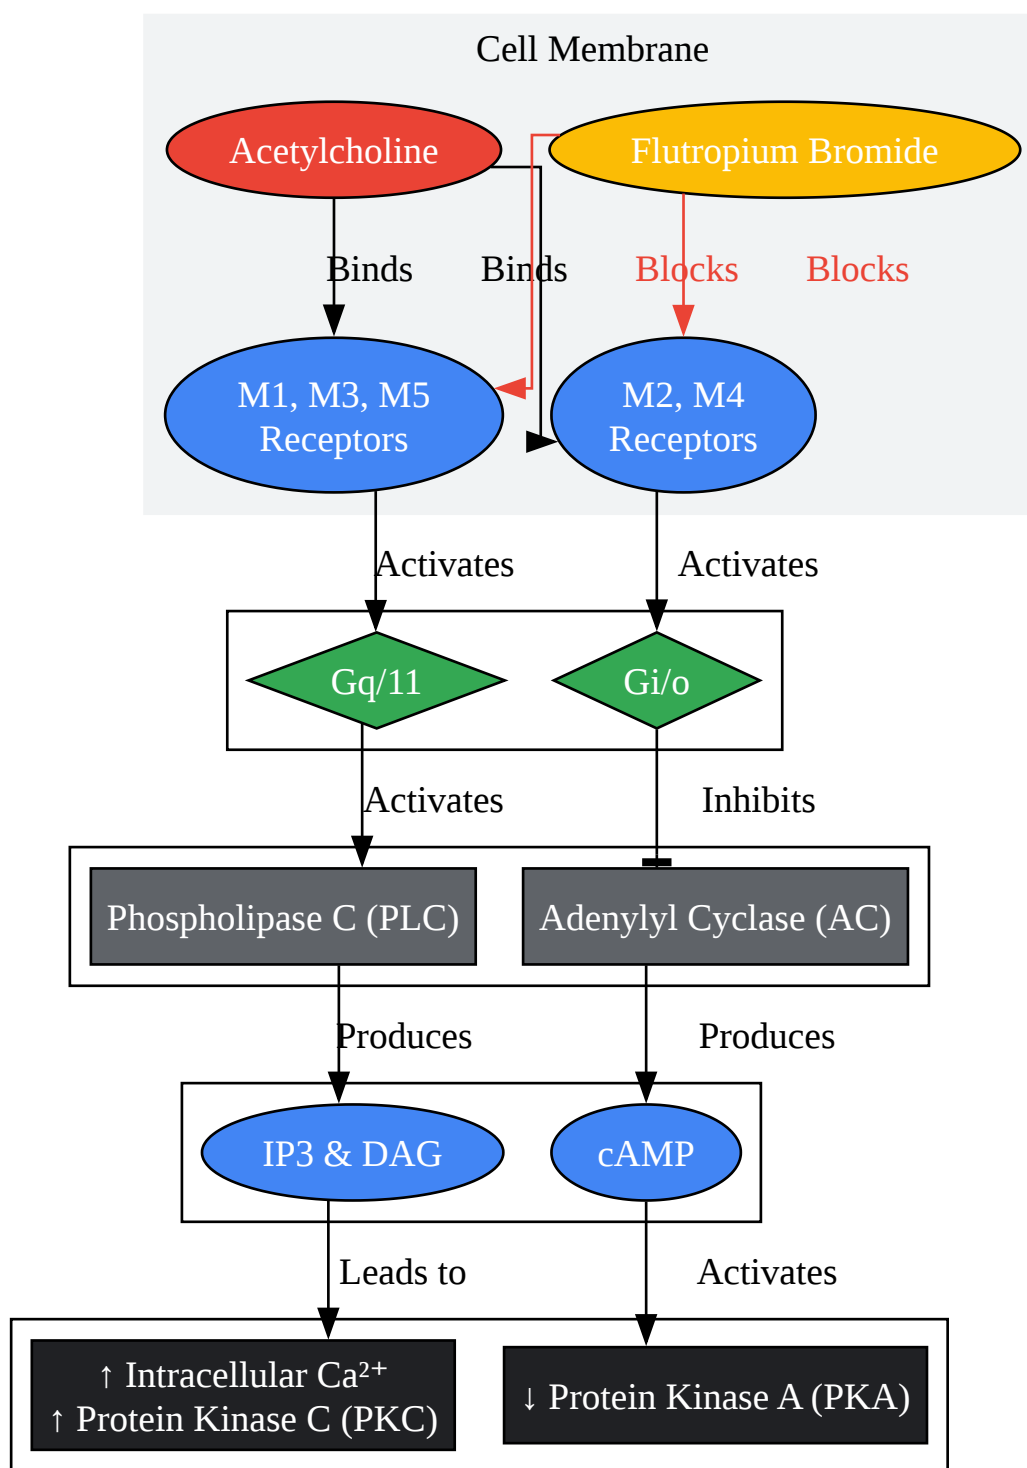 Cell Membrane
Acetylcholine
Flutropium Bromide
Binds
Binds
Blocks
Blocks
M1, M3, M5
Receptors
M2, M4
Receptors
Activates
Activates
Gq/11
Gi/o
Activates
Inhibits
Phospholipase C (PLC)
Adenylyl Cyclase (AC)
Produces
Produces
IP3 & DAG
cAMP
Leads to
Activates
↑ Intracellular Ca²⁺
↑ Protein Kinase C (PKC)
↓ Protein Kinase A (PKA)